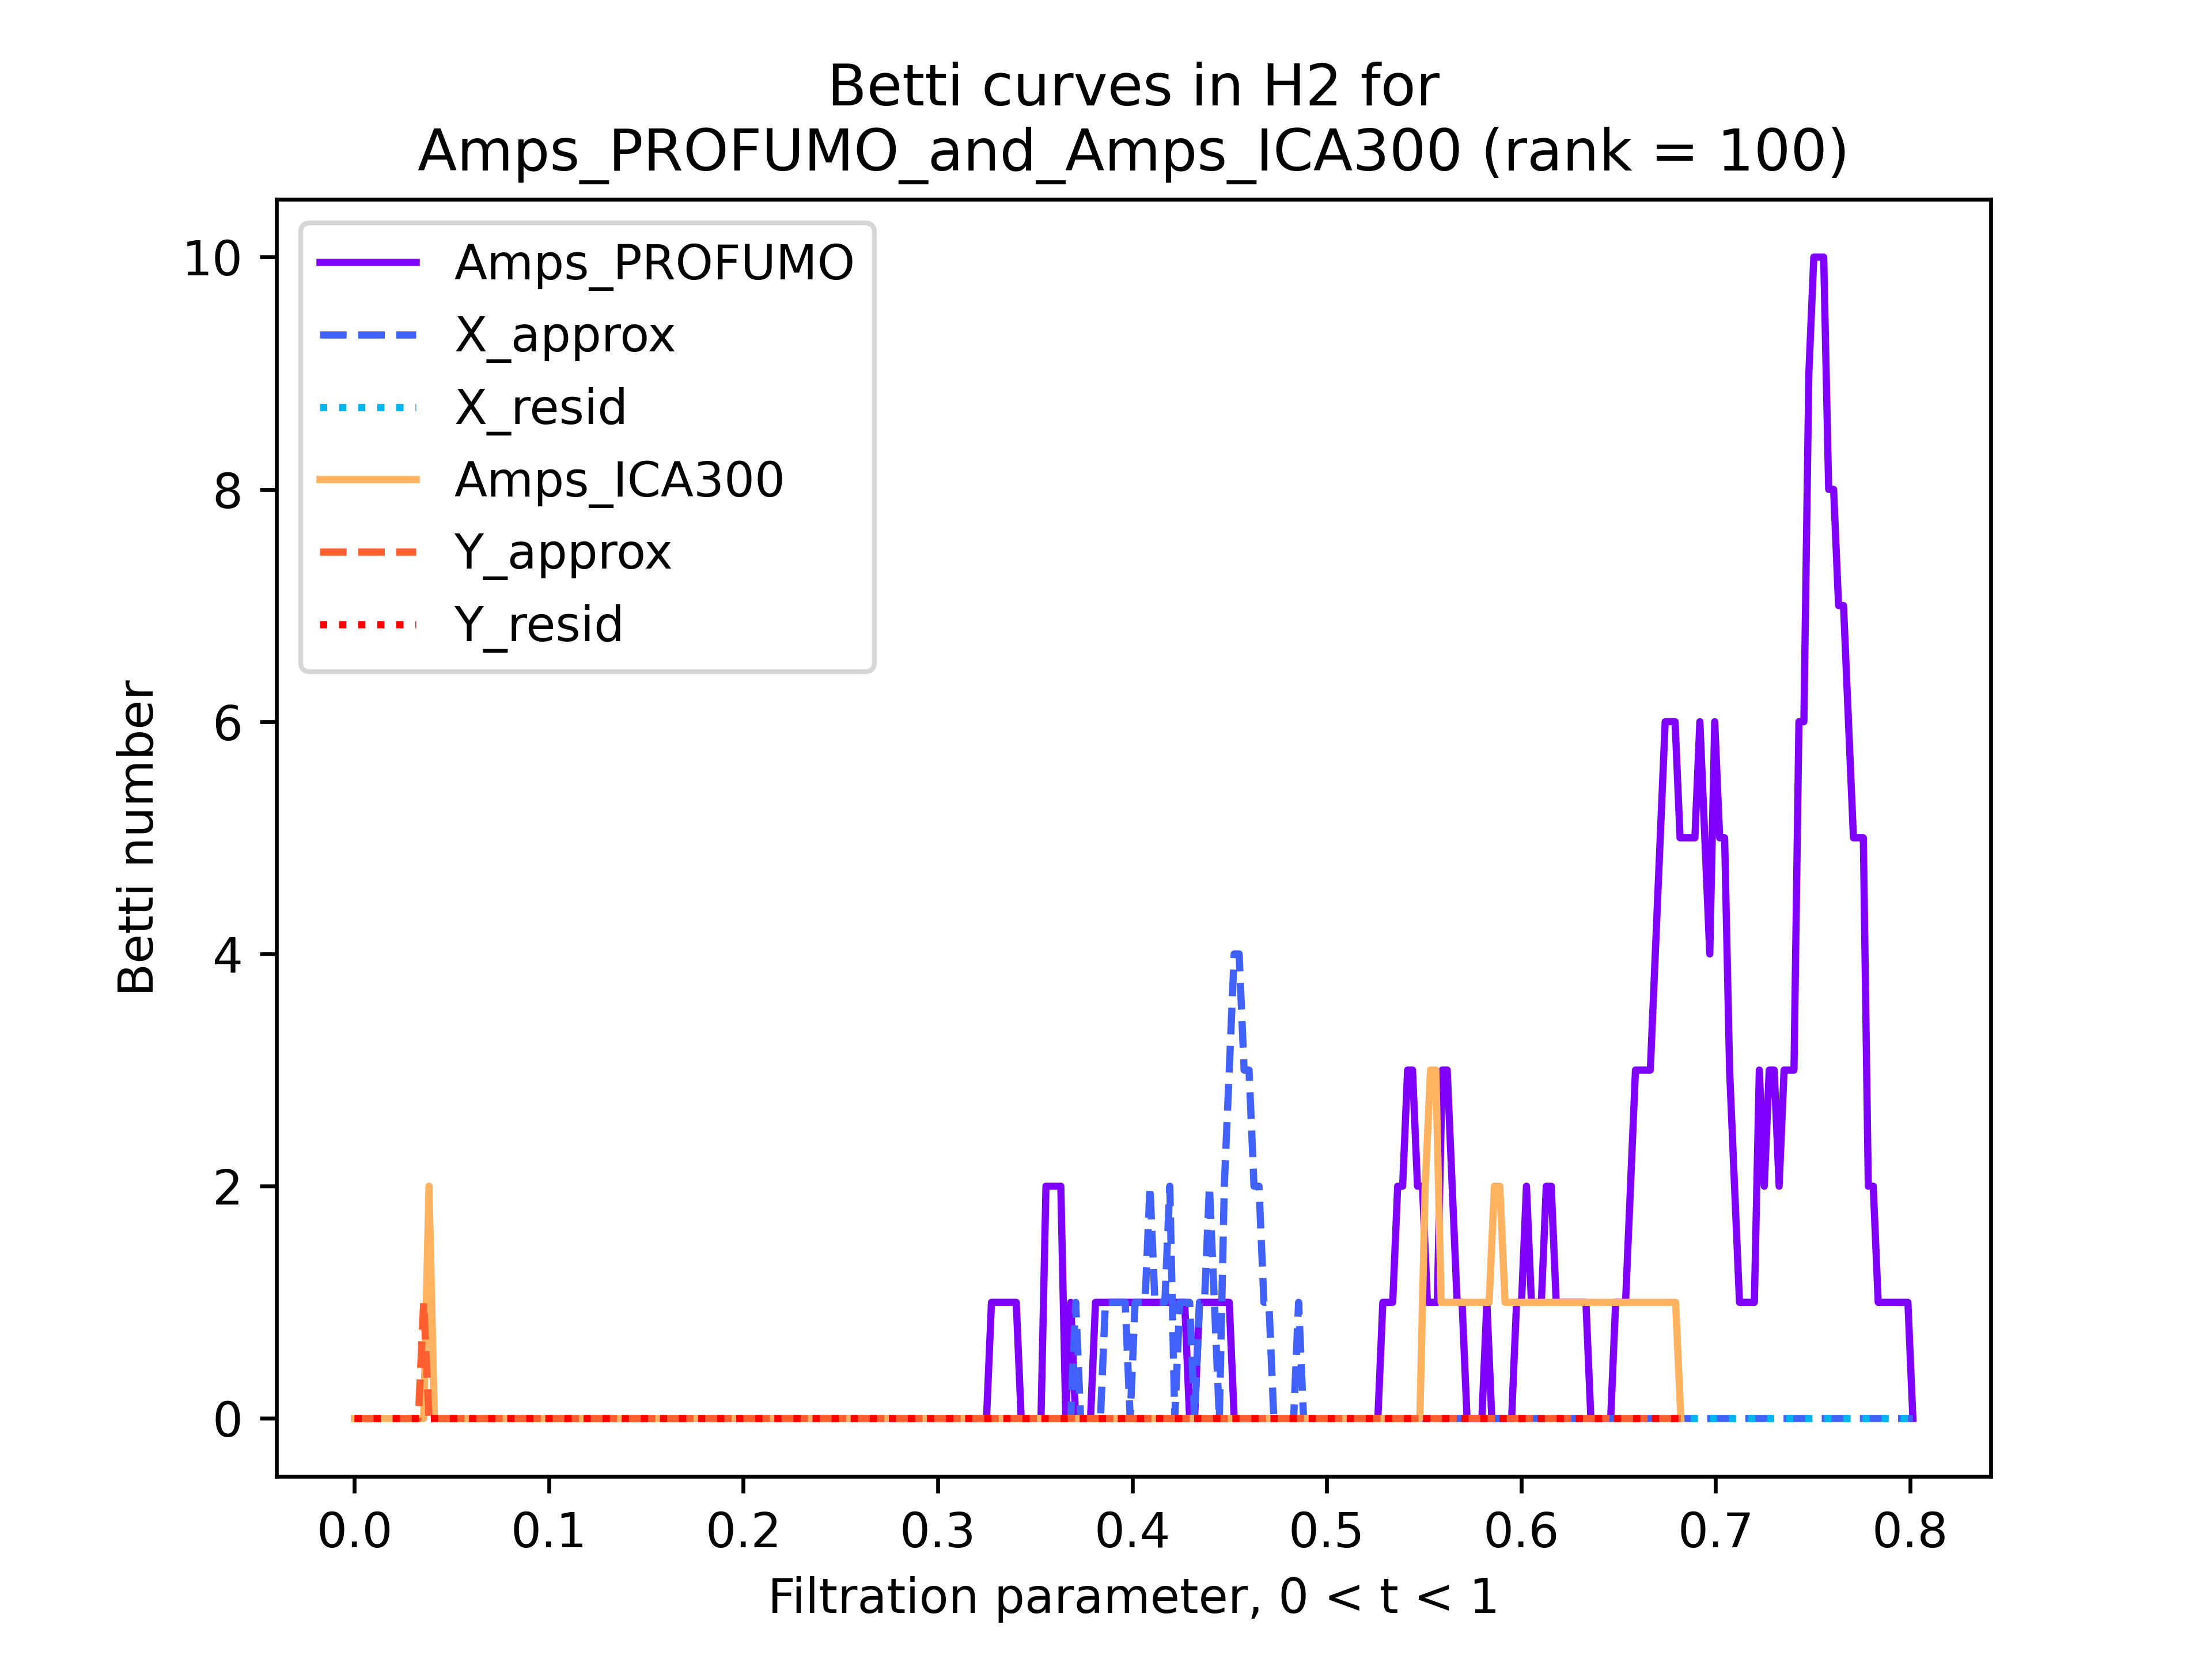 Betti curves in H2 for
Amps_PROFUMO_and_Amps_ICA300 (rank = 100)
Amps_PROFUMO
X_approx
X_resid
Amps_ICA300
Y_approx
Y_resid
Betti number
10
8
6
4
2
0
0.0 0.1 0.2 0.3 0.4 0.5 0.6 0.7 0.8
Filtration parameter, 0 < t < 1